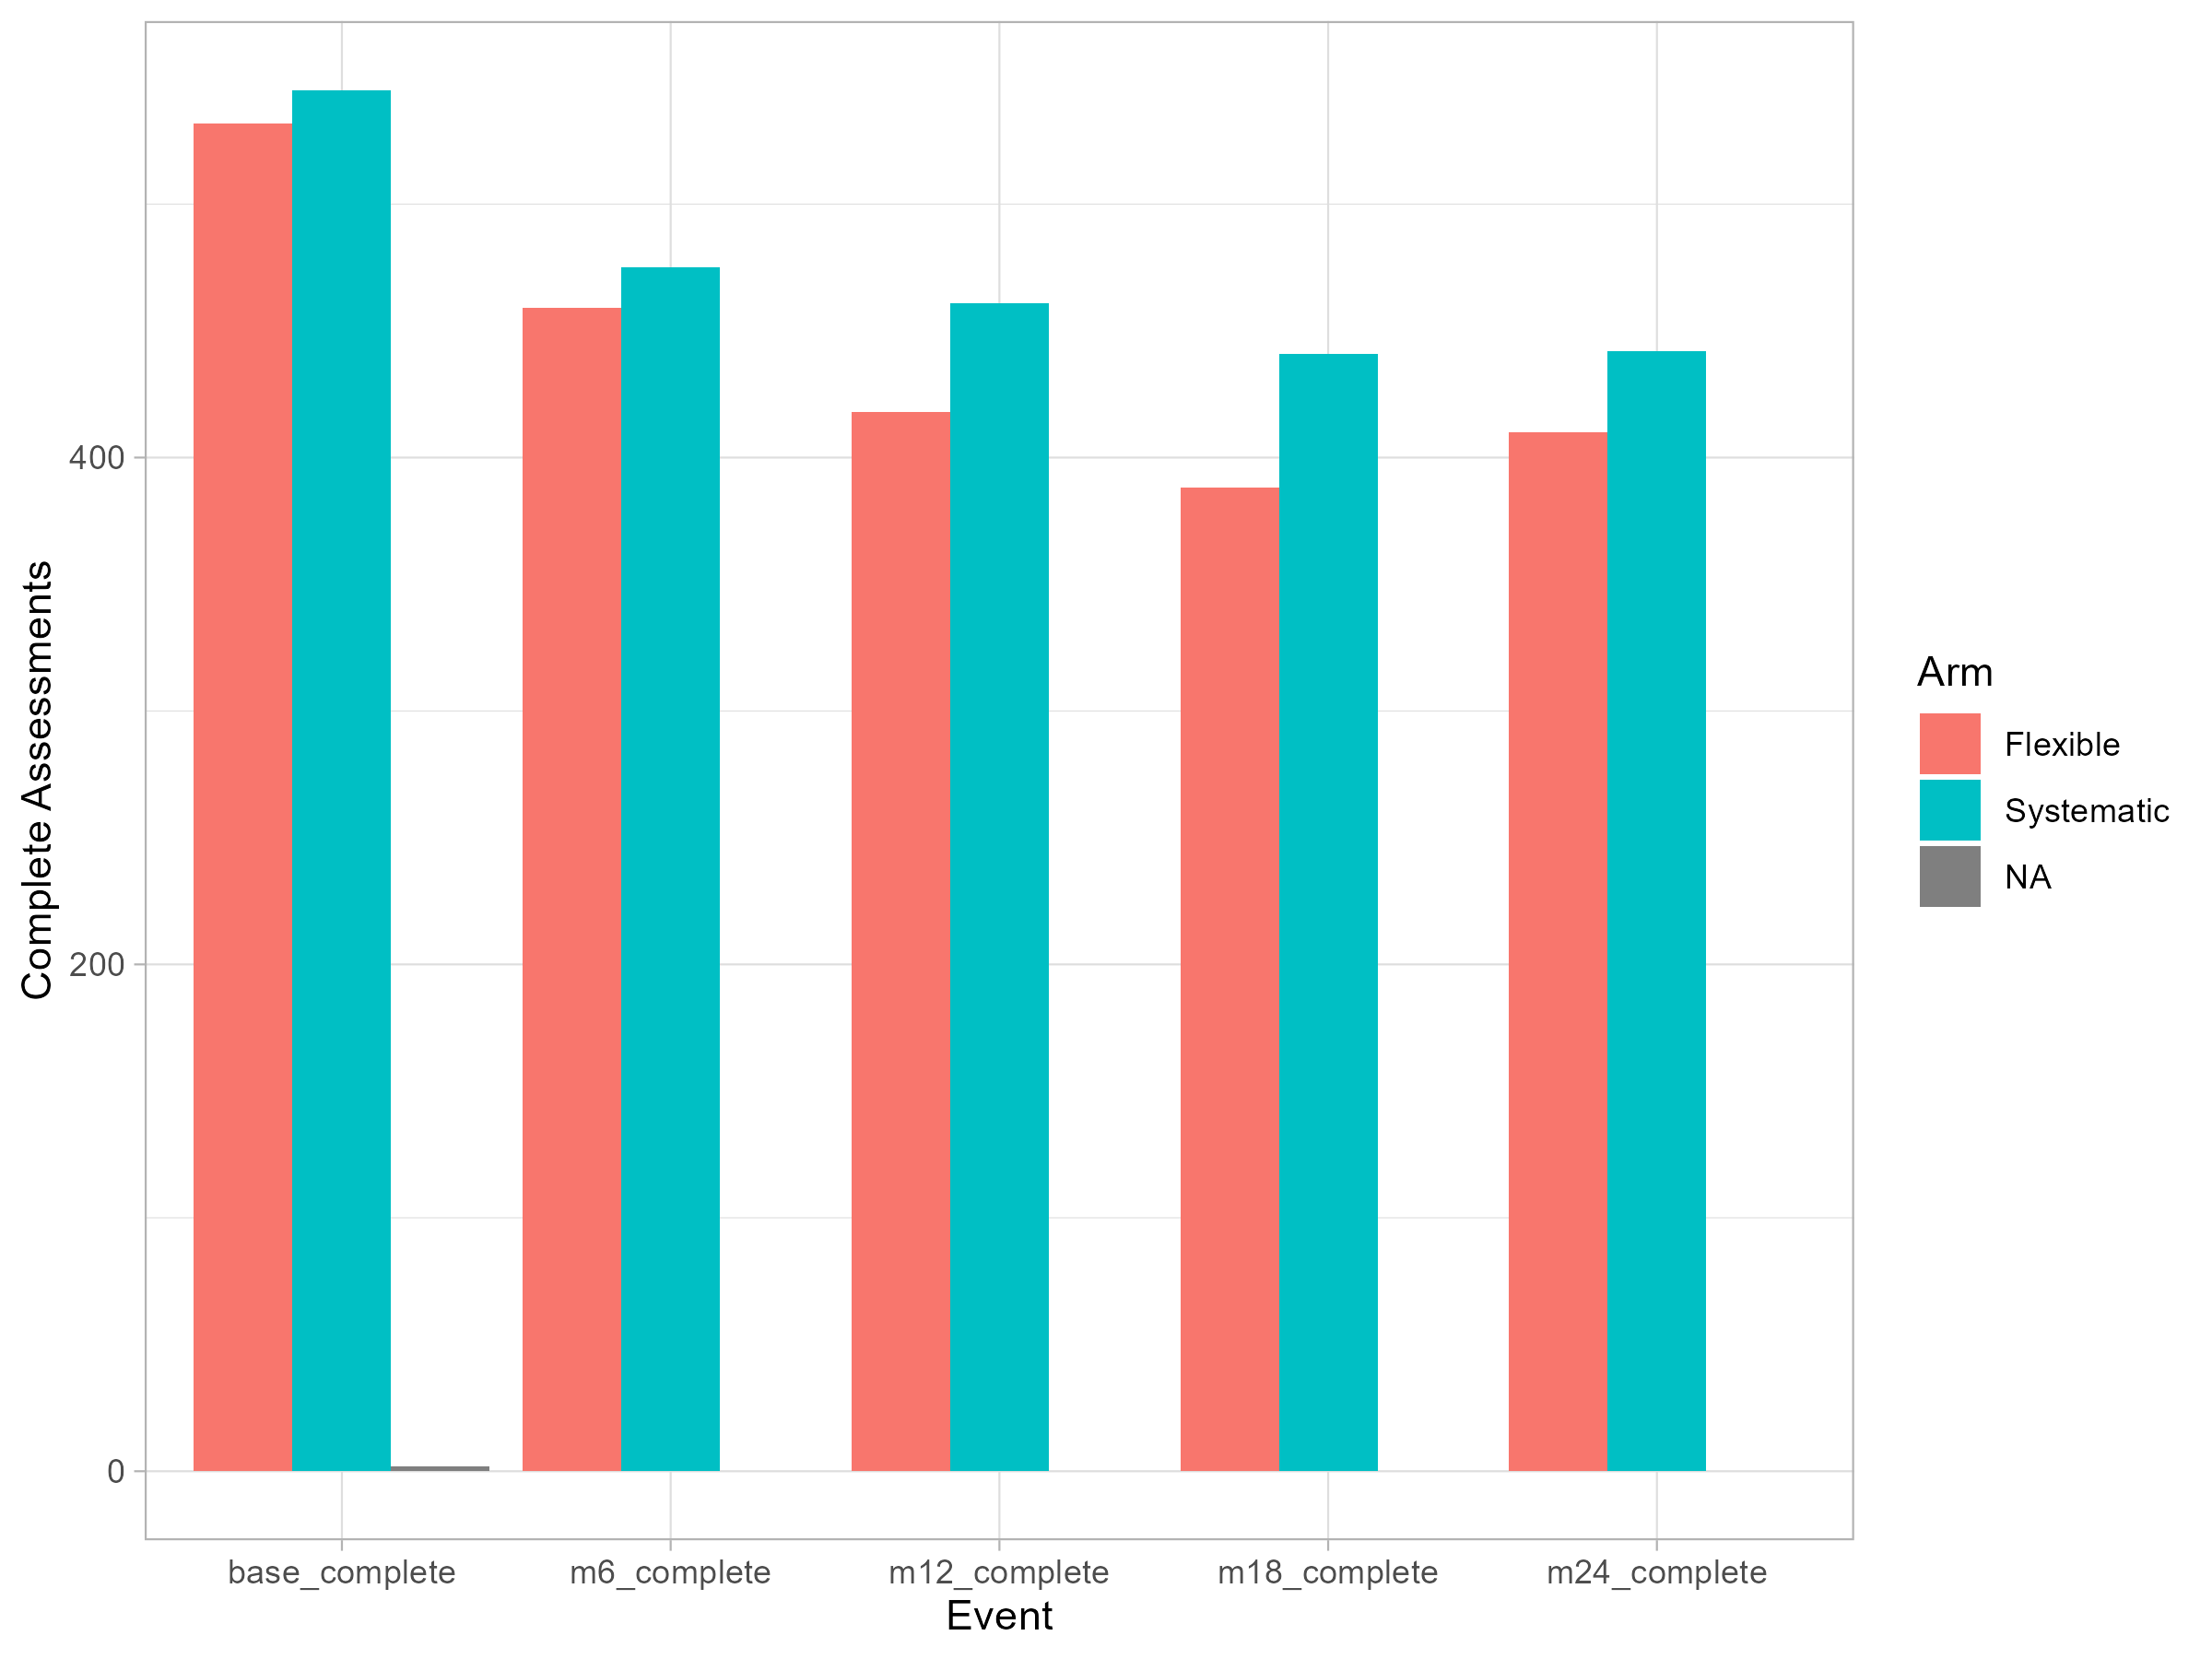 Complete Assessments
400
200
0
base_complete
m6_complete
m12_complete
m18_complete
m24_complete
Event
Arm
Flexible
Systematic
NA